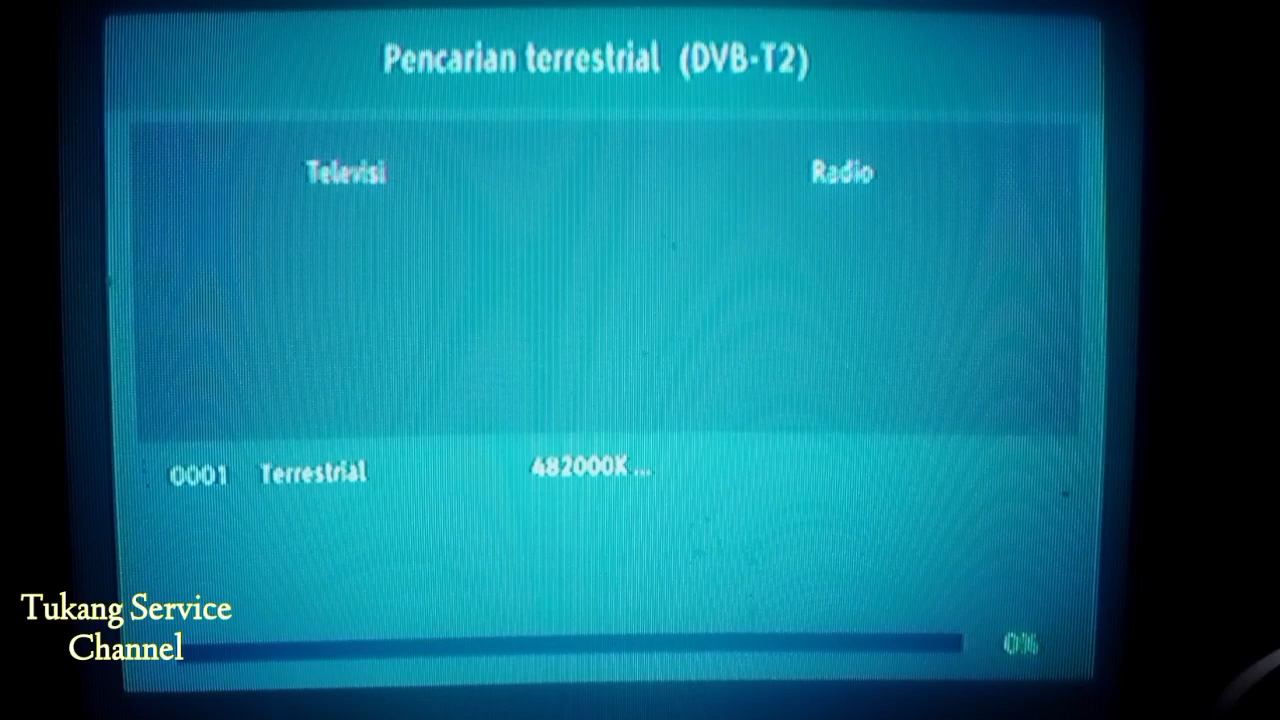 Pencarian terrestrial (DVB-T2)
Televisi Radio
0001 Terrestrial 482000K ...
0%
Tukang Service
Channel